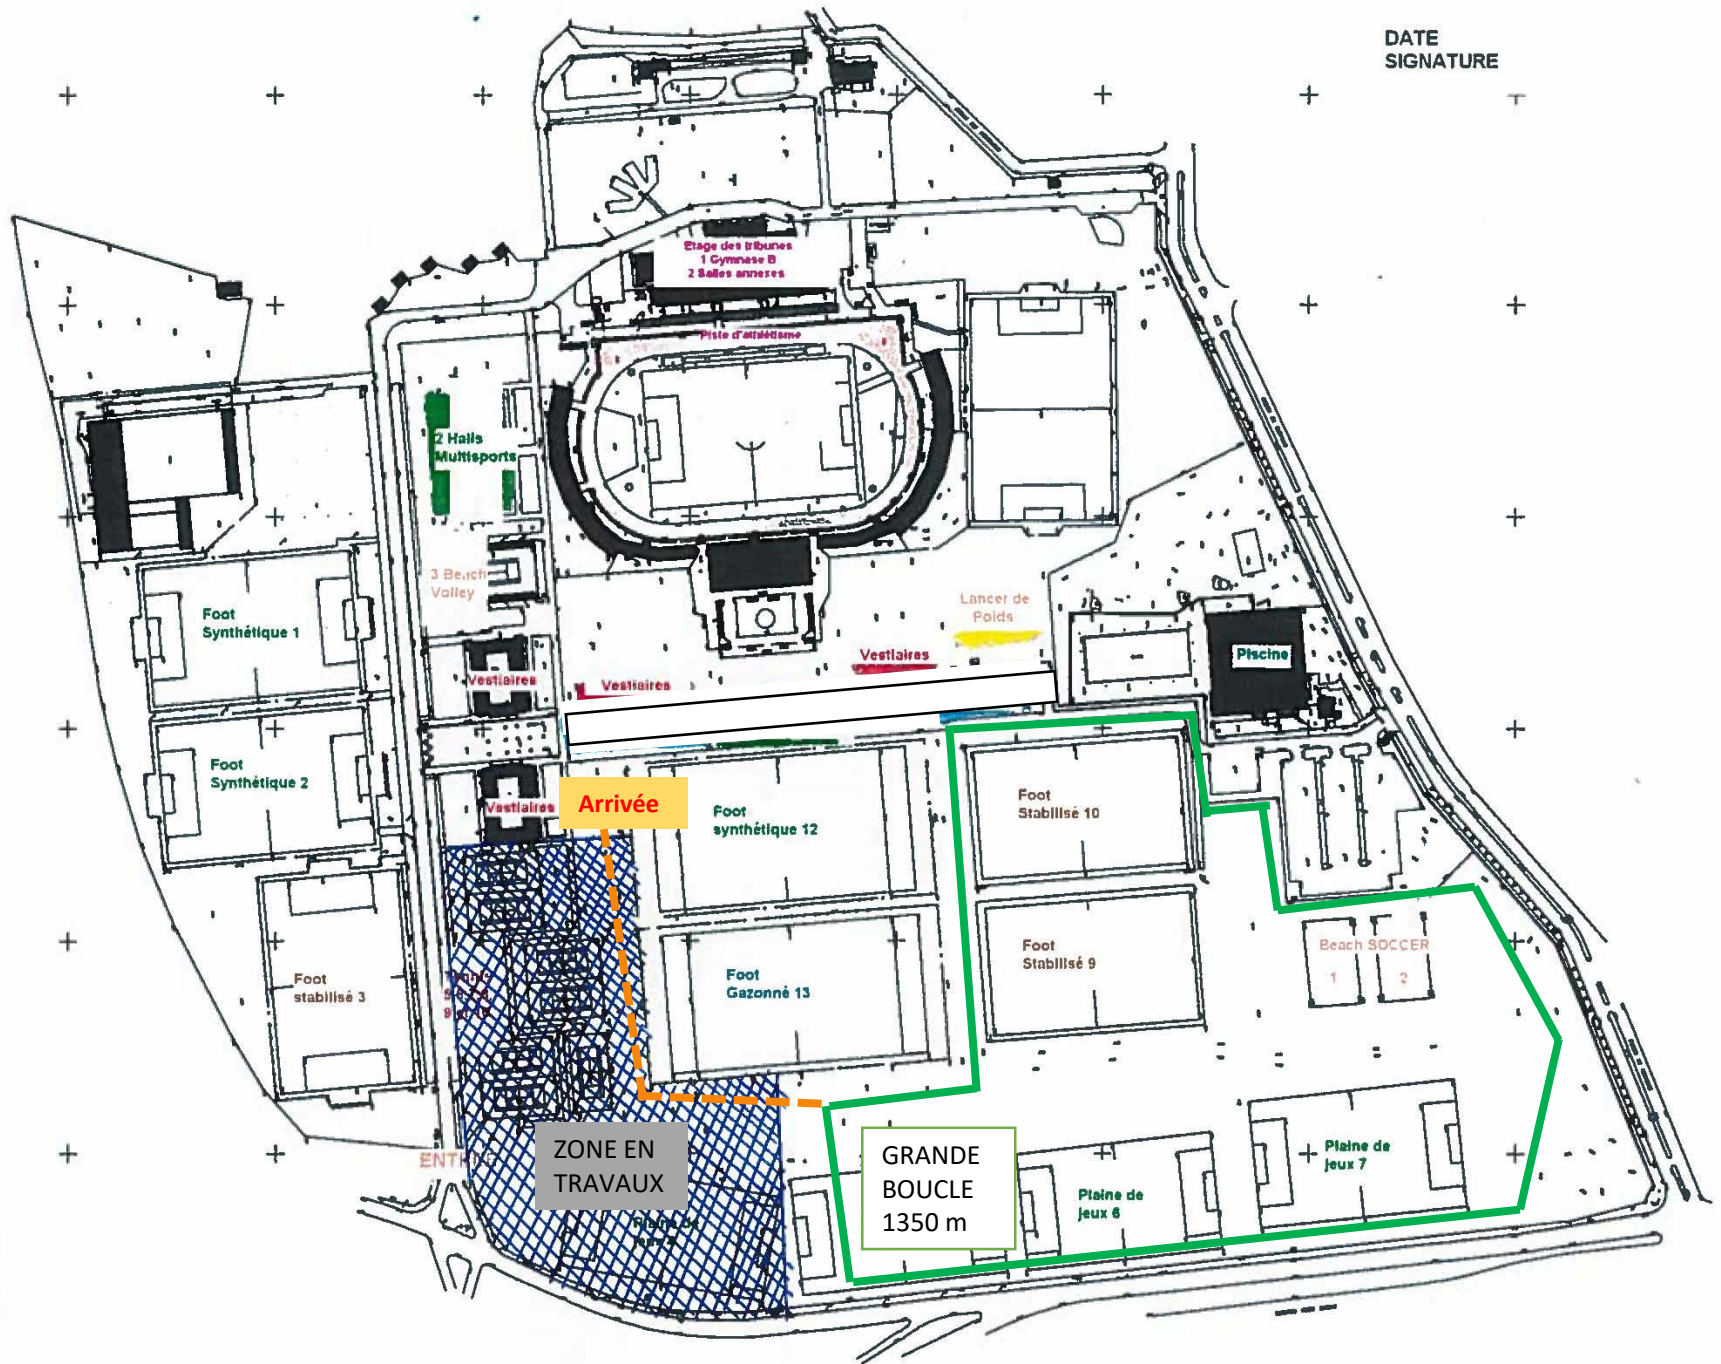 DATE
SIGNATURE
Etage des tribunes
1 Gymnase B
2 Salles annexes
Piste d'athlétisme
2 Halls
Multisports
3 Beach
Volley
Lancer de
Poids
Foot
Synthétique 1
Vestiaires
Vestiaires
Vestiaires
Piscine
Foot
Synthétique 2
Vestiaires
Arrivée
Foot
synthétique 12
Foot
Stabilisé 10
Foot
stabilisé 3
Foot
Gazonné 13
Foot
Stabilisé 9
Beach SOCCER
1
2
ZONE EN
TRAVAUX
GRANDE
BOUCLE
1350 m
Plaine de
jeux 6
Plaine de
jeux 7